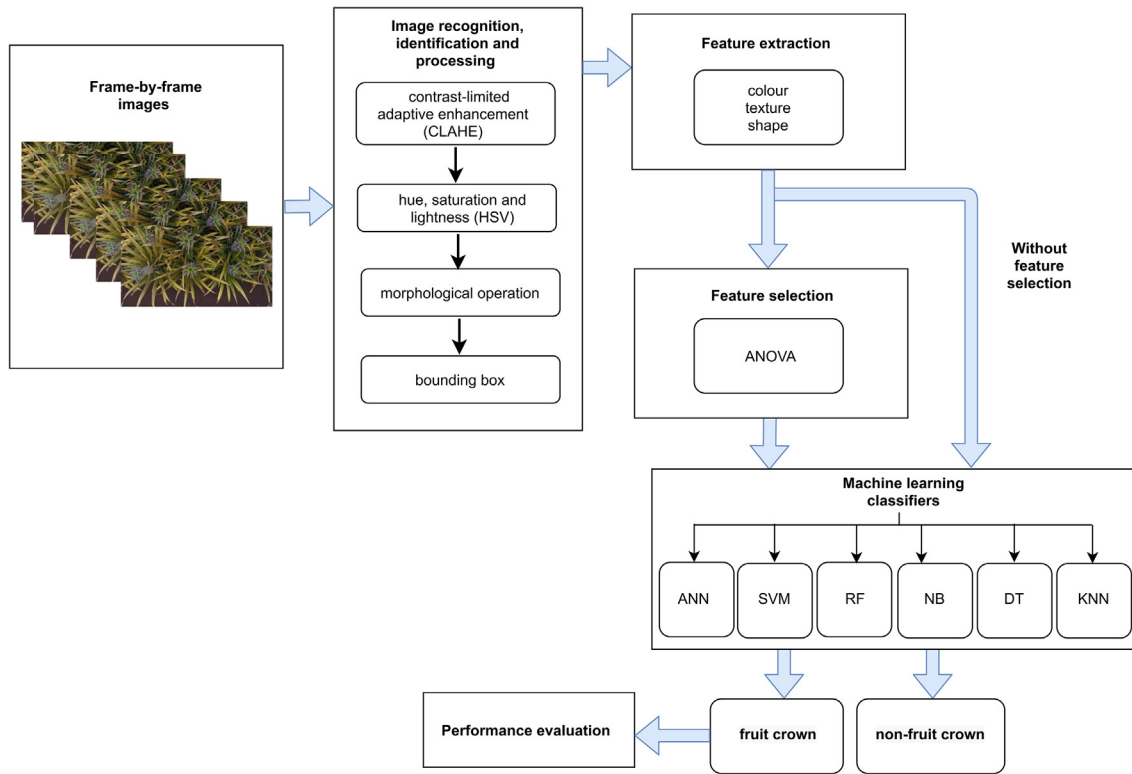 Frame-by-frame
images
Image recognition,
identification and
processing
contrast-limited
adaptive enhancement
(CLAHE)
hue, saturation and
lightness (HSV)
morphological operation
bounding box
Feature extraction
colour
texture
shape
Without
feature
selection
Feature selection
ANOVA
Machine learning
classifiers
ANN
SVM
RF
NB
DT
KNN
Performance evaluation
fruit crown
non-fruit crown